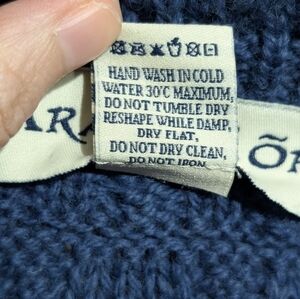 HAND WASH IN COLD
WATER 30°C MAXIMUM,
DO NOT TUMBLE DRY
RESHAPE WHILE DAMP,
DRY FLAT,
DO NOT DRY CLEAN,
DO NOT IRON